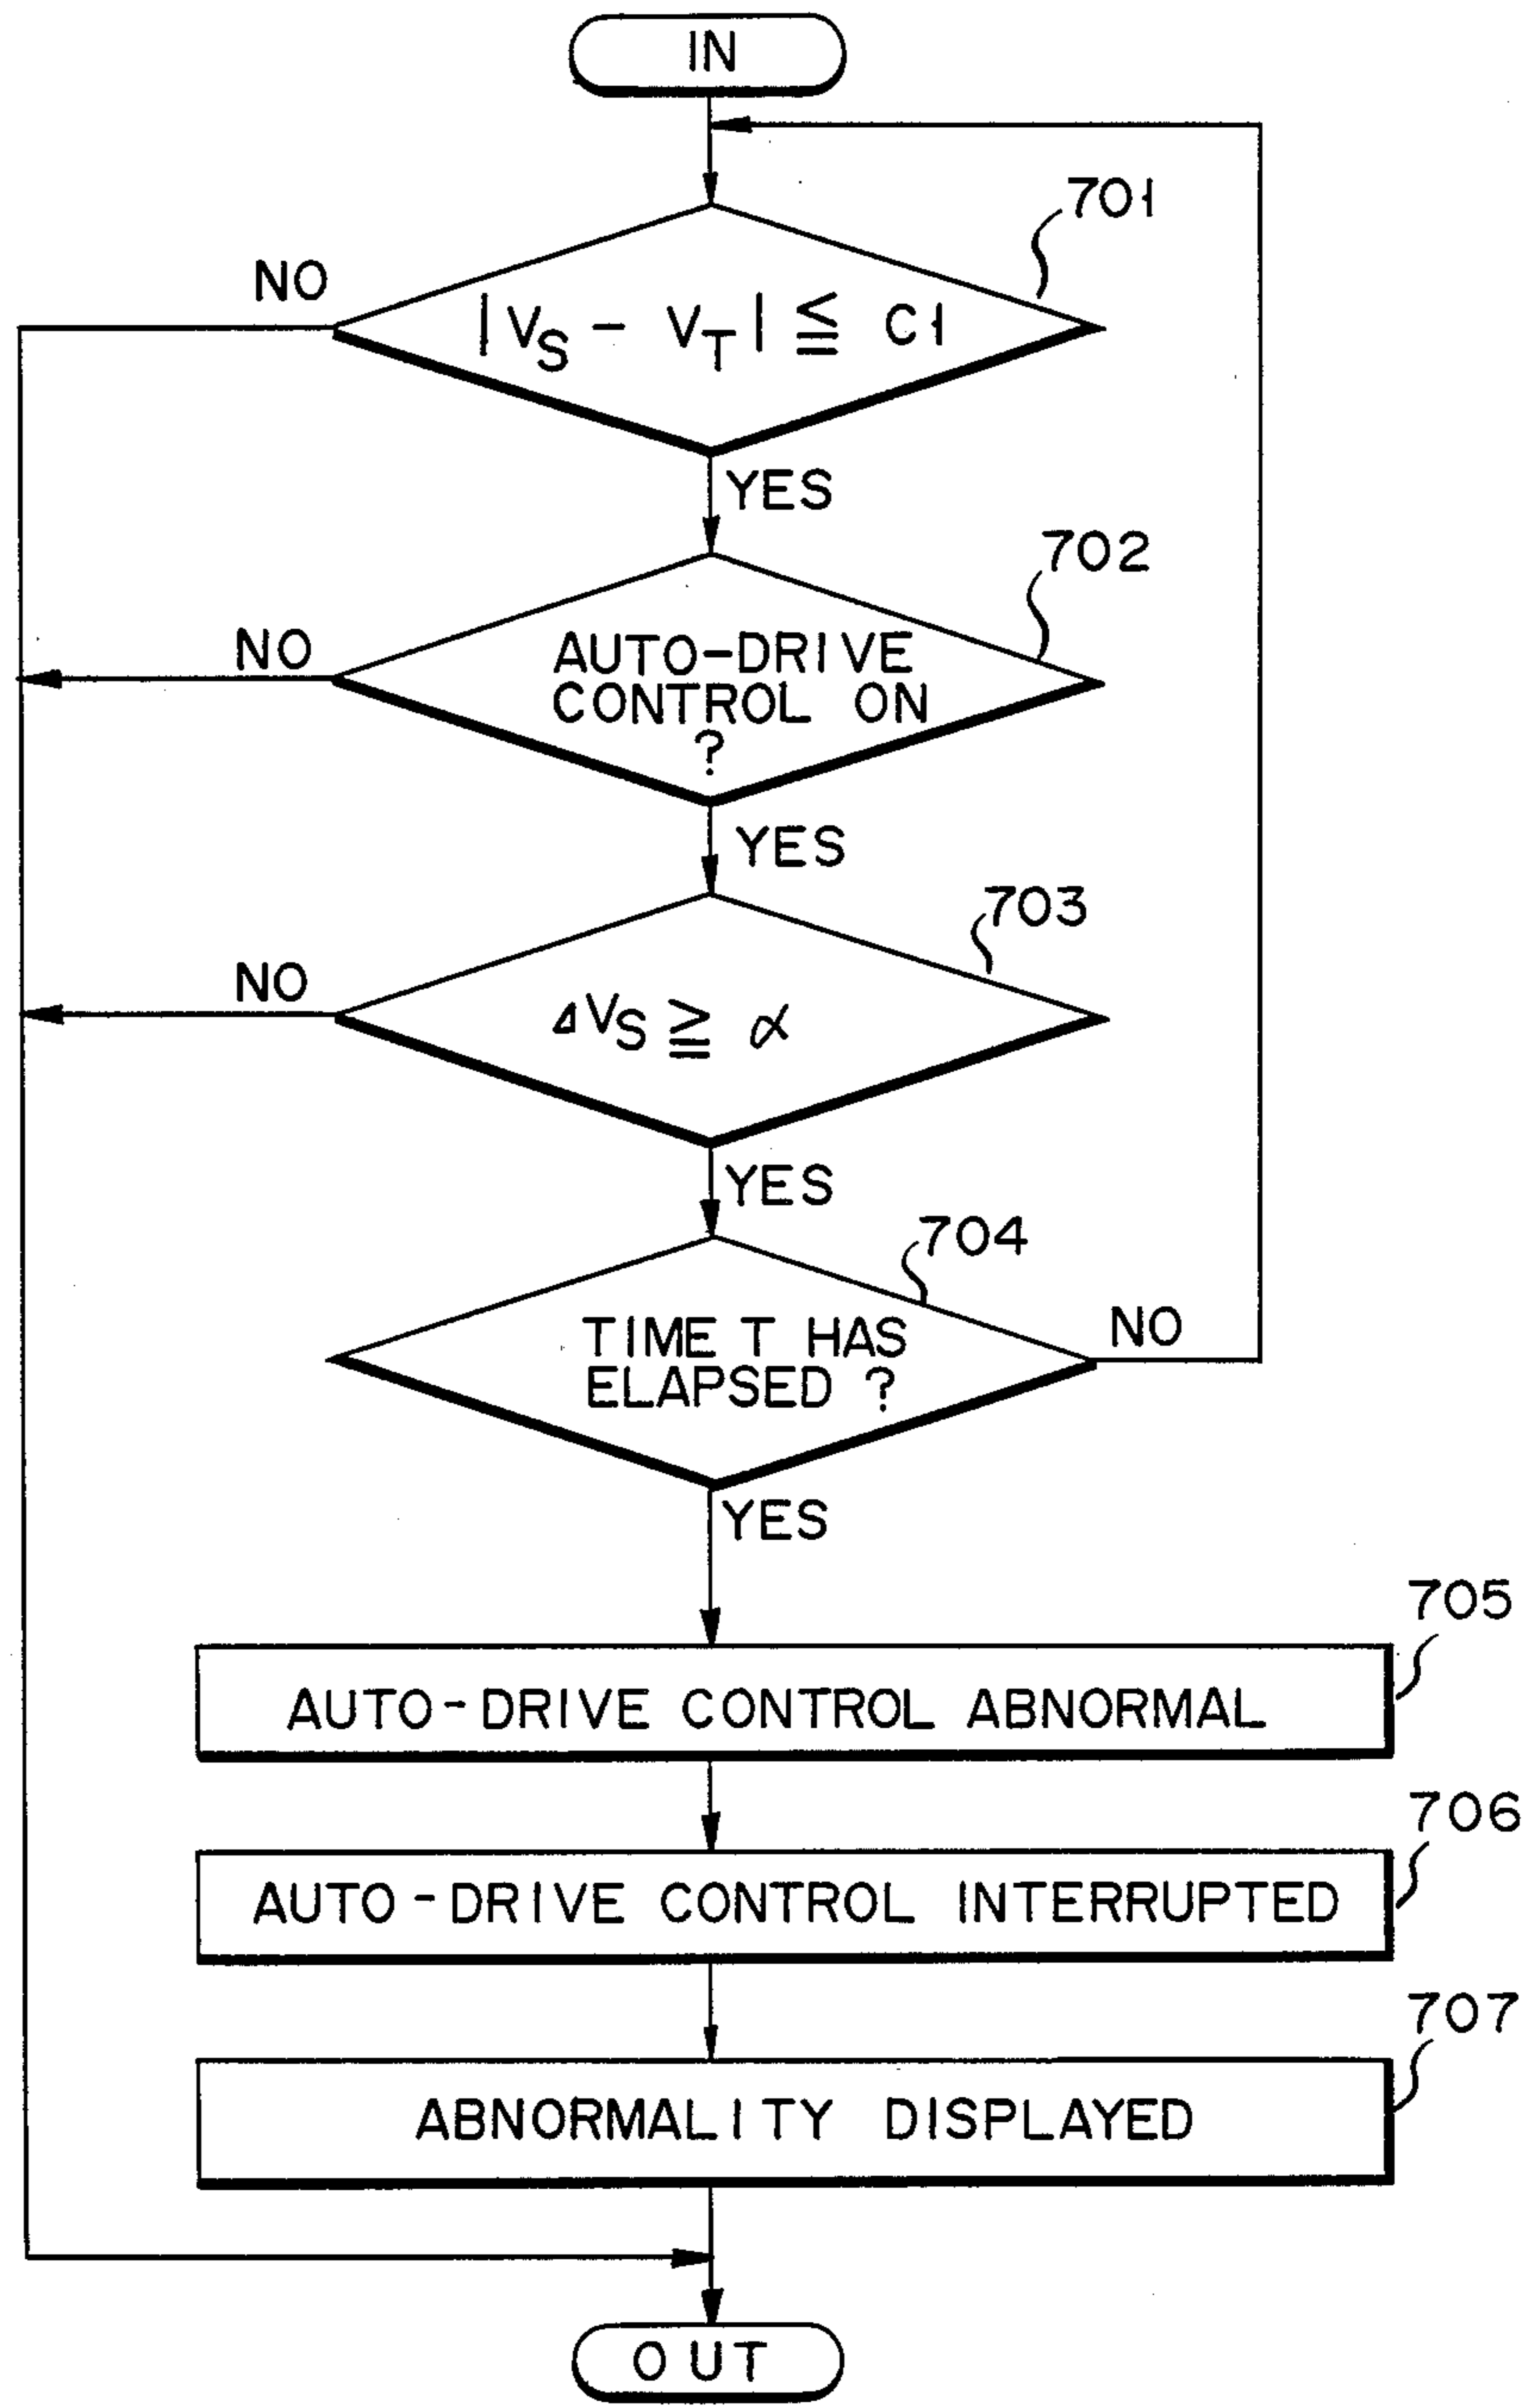 IN
701
NO
|VS - VT| ≦ C1
YES
702
NO
AUTO-DRIVE
CONTROL ON
?
YES
703
NO
⊿VS ≧ α
YES
704
TIME T HAS
ELAPSED ?
NO
YES
705
AUTO-DRIVE CONTROL ABNORMAL
706
AUTO-DRIVE CONTROL INTERRUPTED
707
ABNORMALITY DISPLAYED
OUT